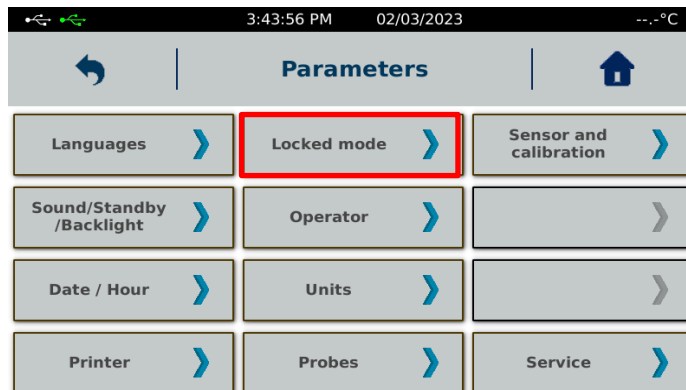 3:43:56 PM 02/03/2023 --.-°C
Parameters
Languages
Locked mode
Sensor and
calibration
Sound/Standby
/Backlight
Operator
Date / Hour
Units
Printer
Probes
Service